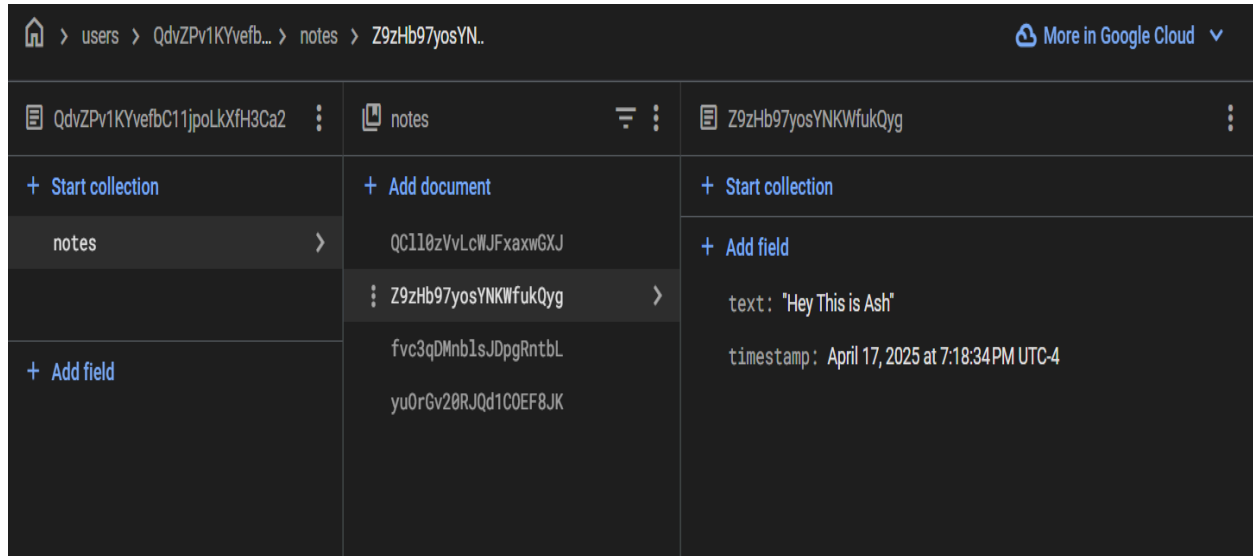 users > QdvZPv1KYvefb... > notes > Z9zHb97yosYN..
More in Google Cloud
QdvZPv1KYvefbC11jpoLkXfH3Ca2
notes
Z9zHb97yosYNKWfukQyg
+ Start collection
+ Add document
+ Start collection
notes
QCll0zVvLcWJFxaxwGXJ
+ Add field
Z9zHb97yosYNKWfukQyg
text: "Hey This is Ash"
fvc3qDMnblsJDpgRntbL
timestamp: April 17, 2025 at 7:18:34 PM UTC-4
+ Add field
yuOrGv20RJQd1COEF8JK